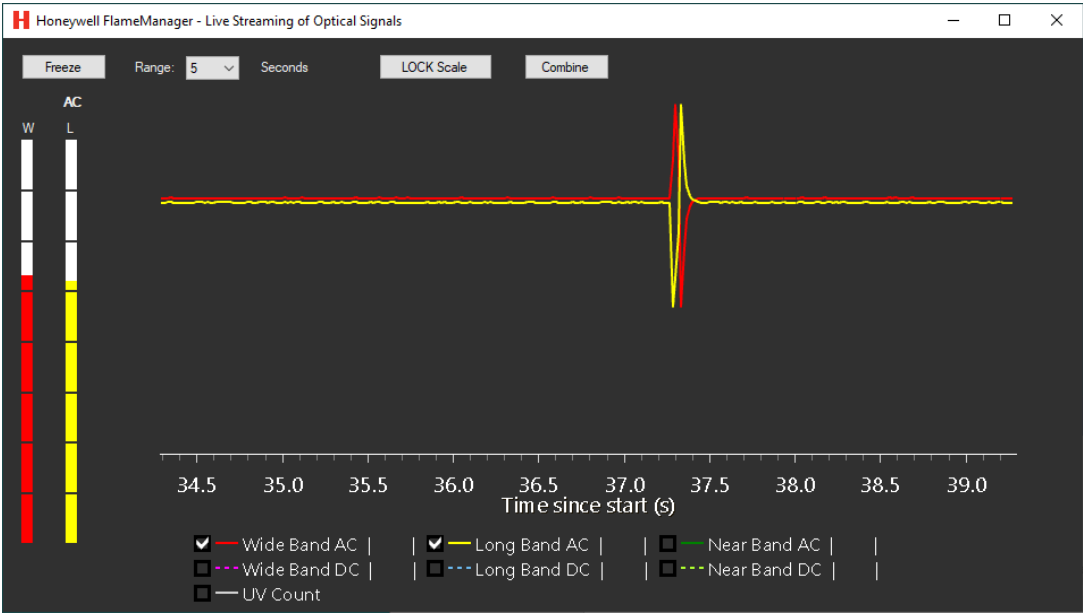 H Honeywell FlameManager - Live Streaming of Optical Signals
Freeze Range: 5 Seconds LOCK Scale Combine
AC
W L
34.5 35.0 35.5 36.0 36.5 37.0 37.5 38.0 38.5 39.0
Time since start (s)
Wide Band AC | | Long Band AC | | Near Band AC | |
Wide Band DC | | Long Band DC | | Near Band DC | |
UV Count